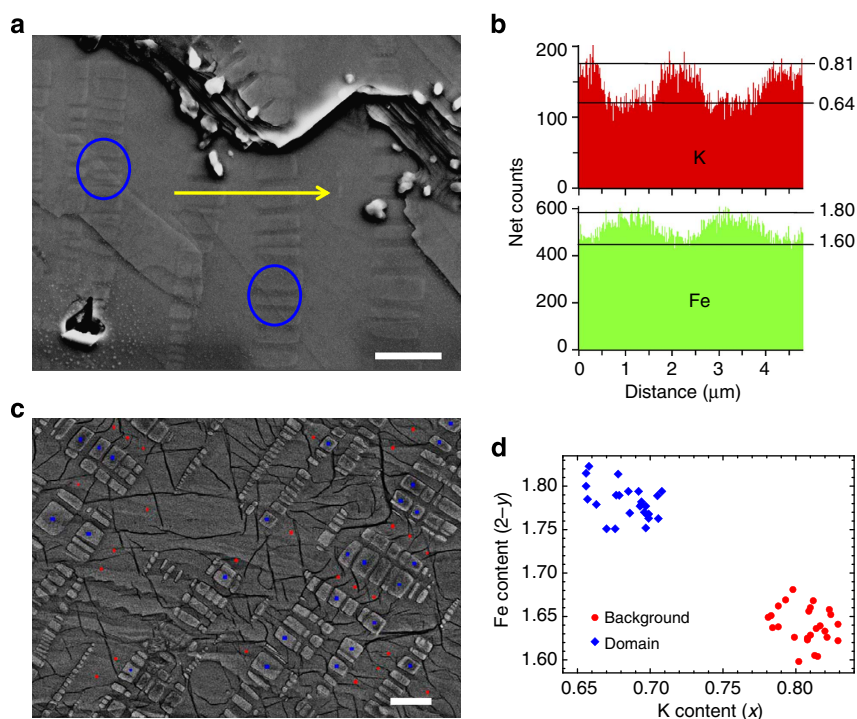 a
b
200
150
100
50
0
0.81
0.64
K
Net counts
600
400
200
0
1.80
1.60
Fe
0 1 2 3 4
Distance (μm)
c
d
1.80
1.75
1.70
1.65
1.60
Fe content (2–y)
Background
Domain
0.65 0.70 0.75 0.80
K content (x)